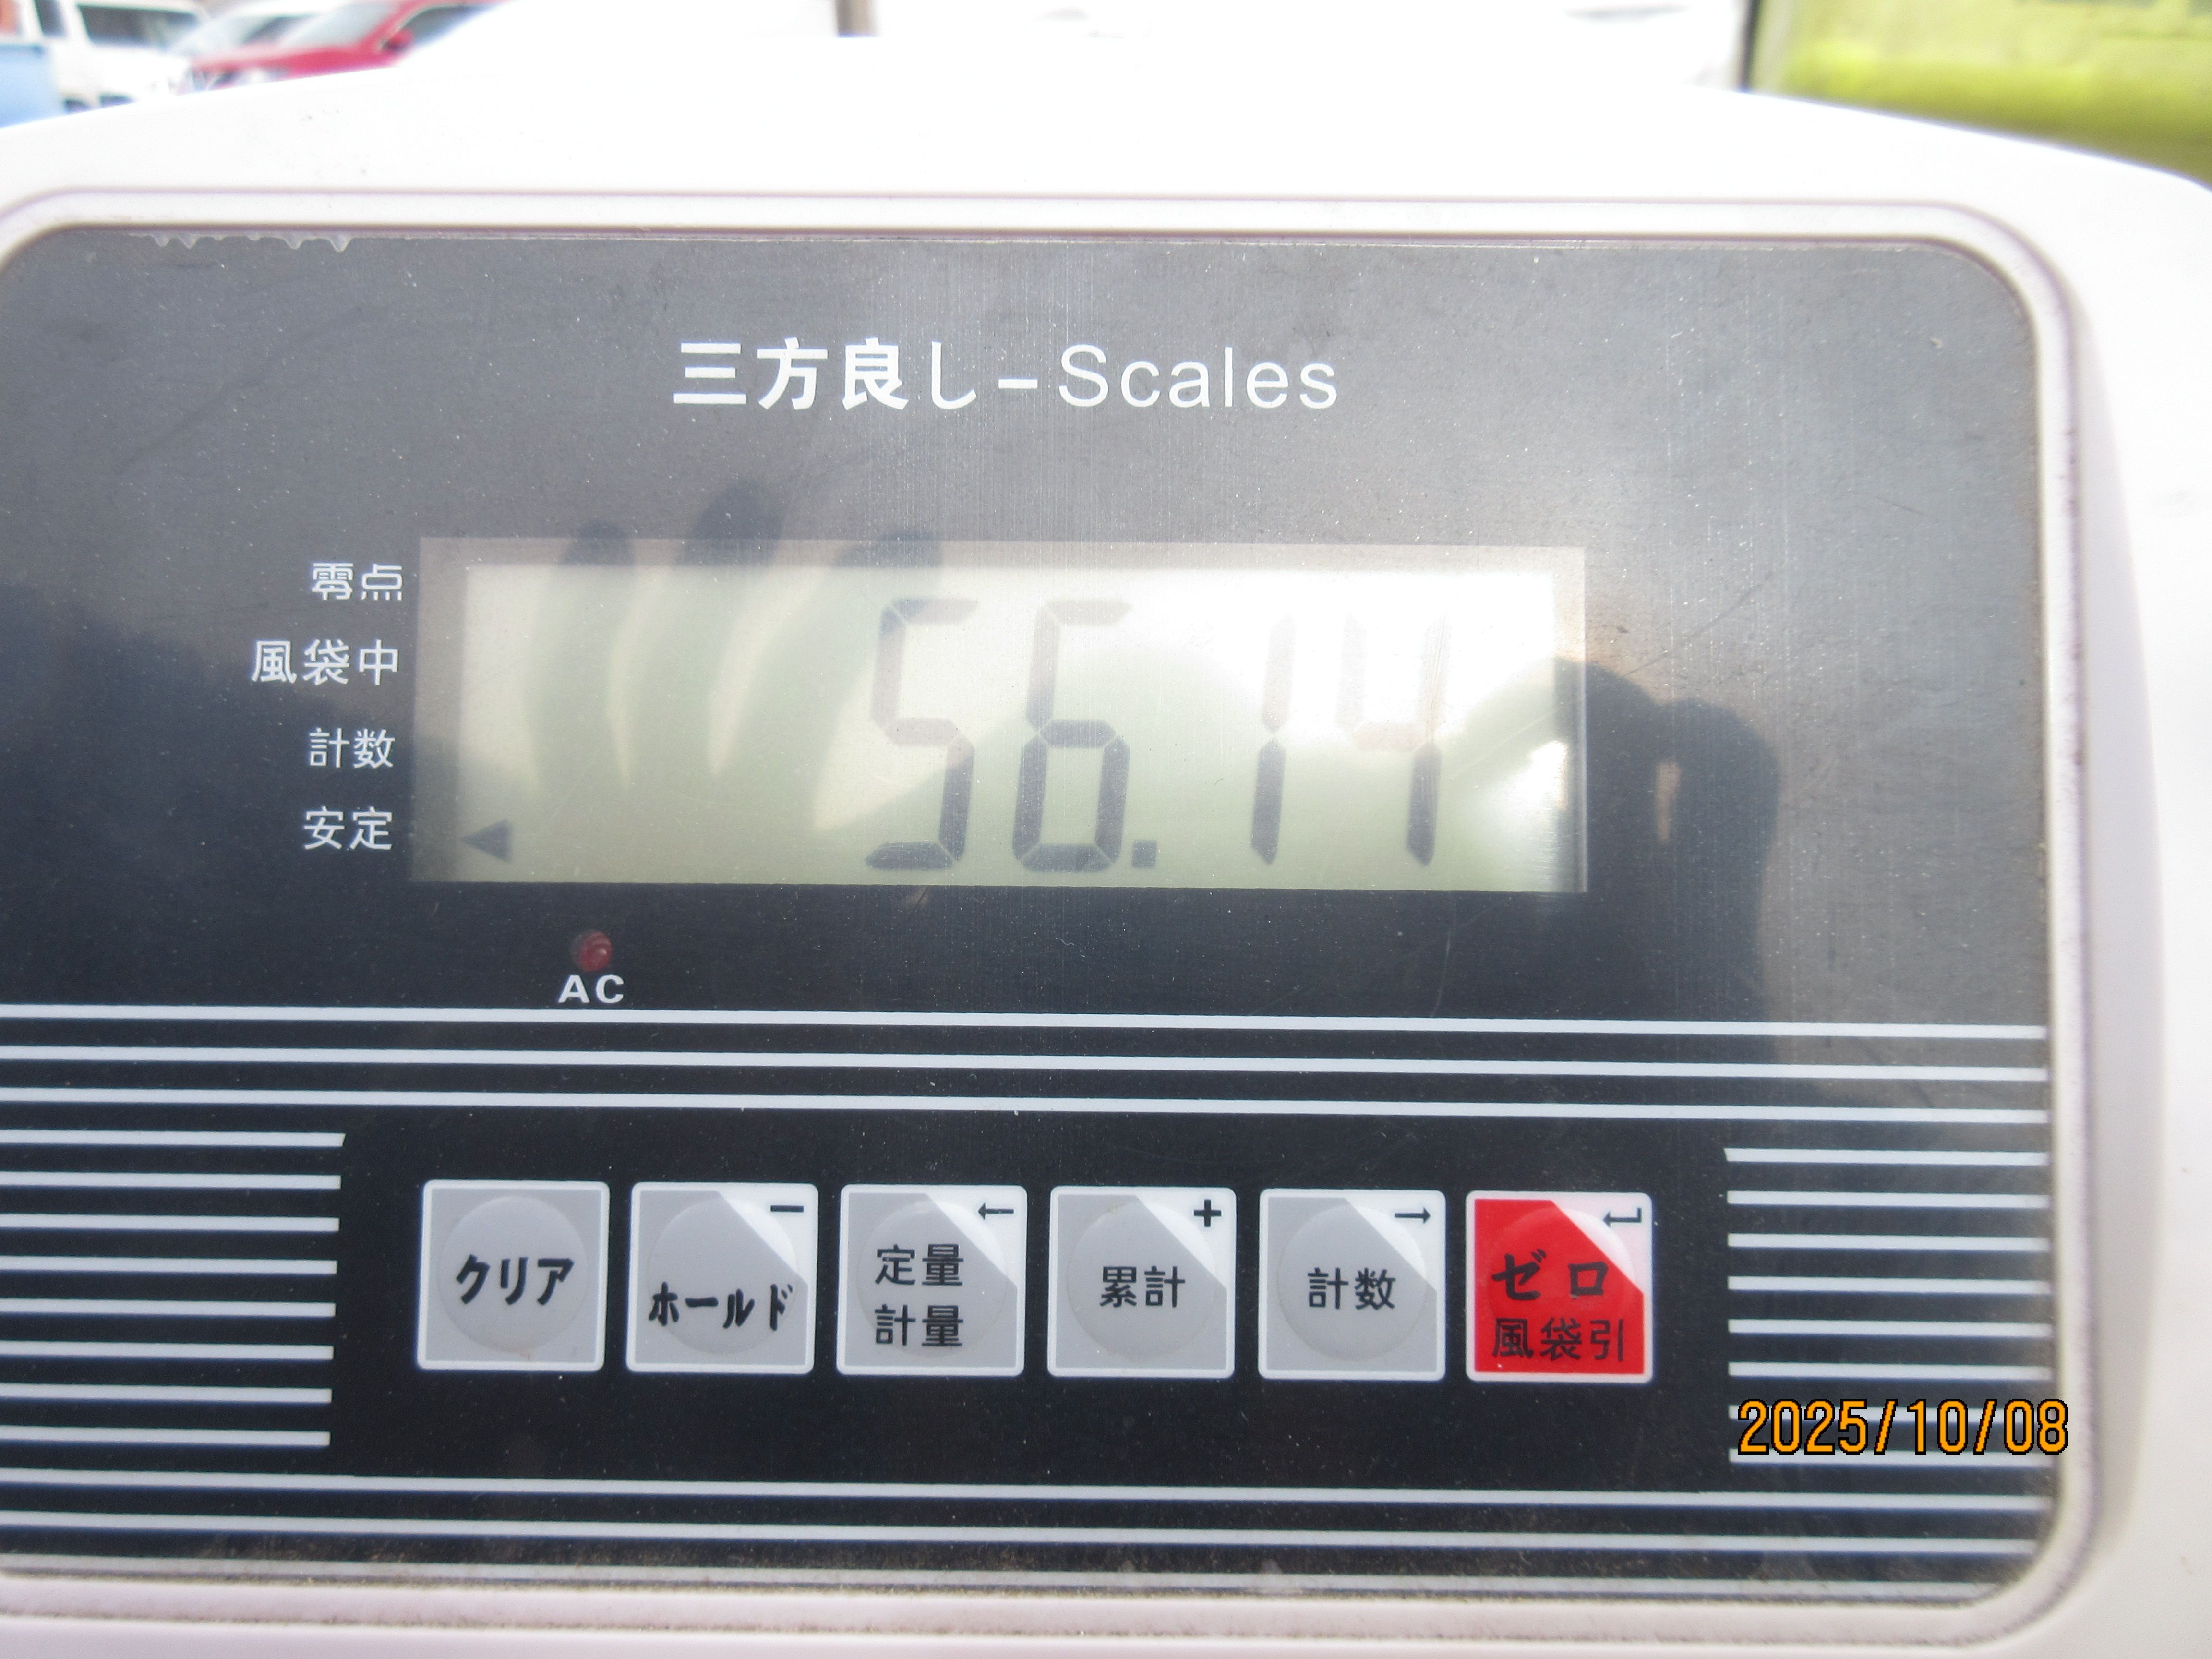 三方良し-Scales
零点
風袋中
計数
安定
56.14
AC
クリア
ホールド −
定量 ←
計量
累計 +
計数 →
ゼロ ↵
風袋引
2025/10/08